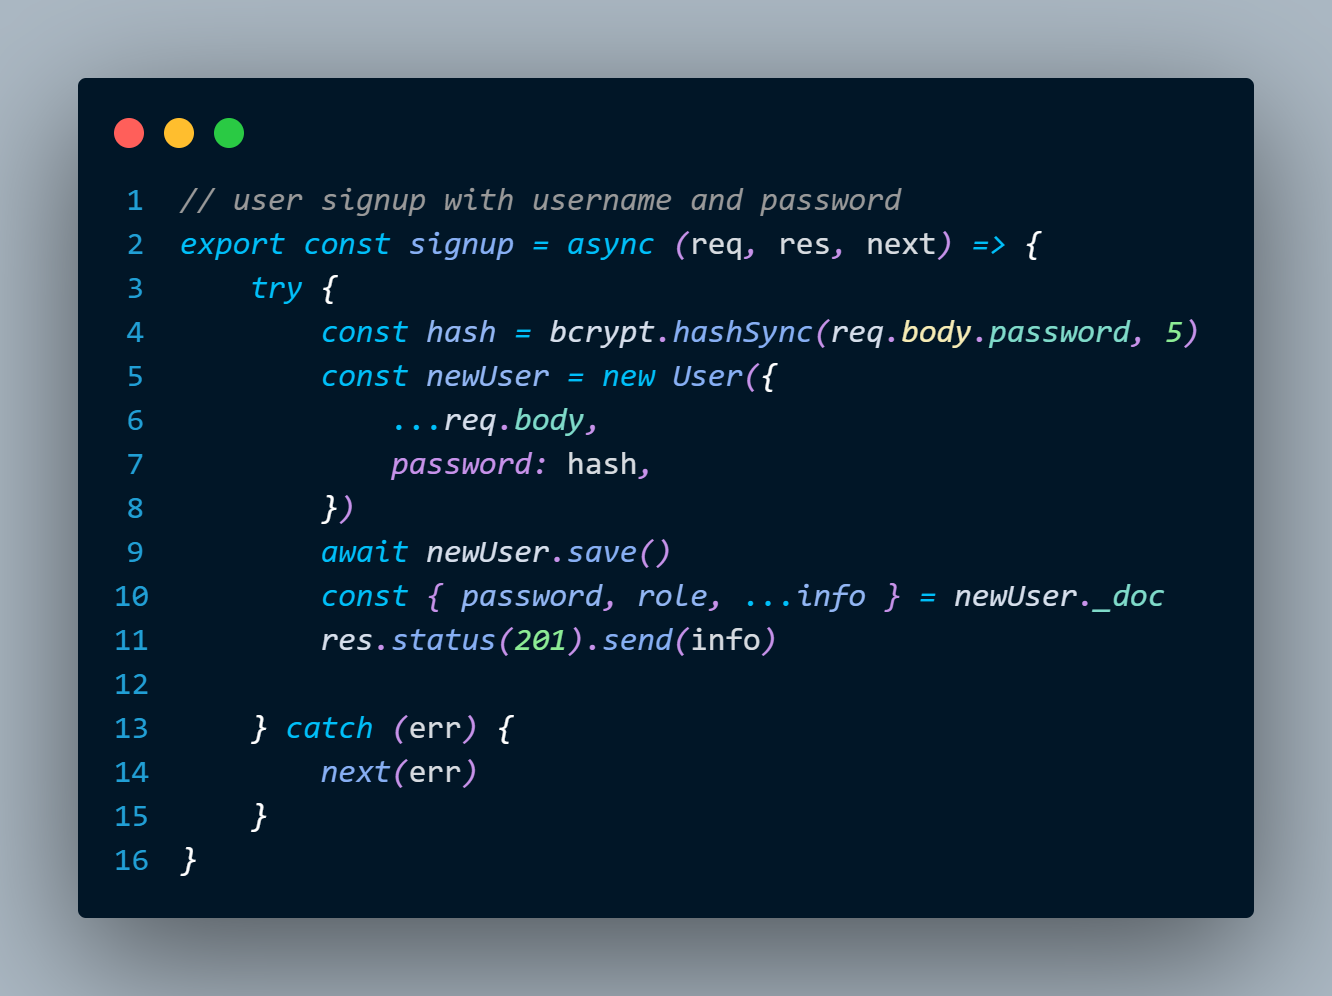 1 // user signup with username and password
2 export const signup = async (req, res, next) => {
3     try {
4         const hash = bcrypt.hashSync(req.body.password, 5)
5         const newUser = new User({
6             ...req.body,
7             password: hash,
8         })
9         await newUser.save()
10         const { password, role, ...info } = newUser._doc
11         res.status(201).send(info)
12
13     } catch (err) {
14         next(err)
15     }
16 }